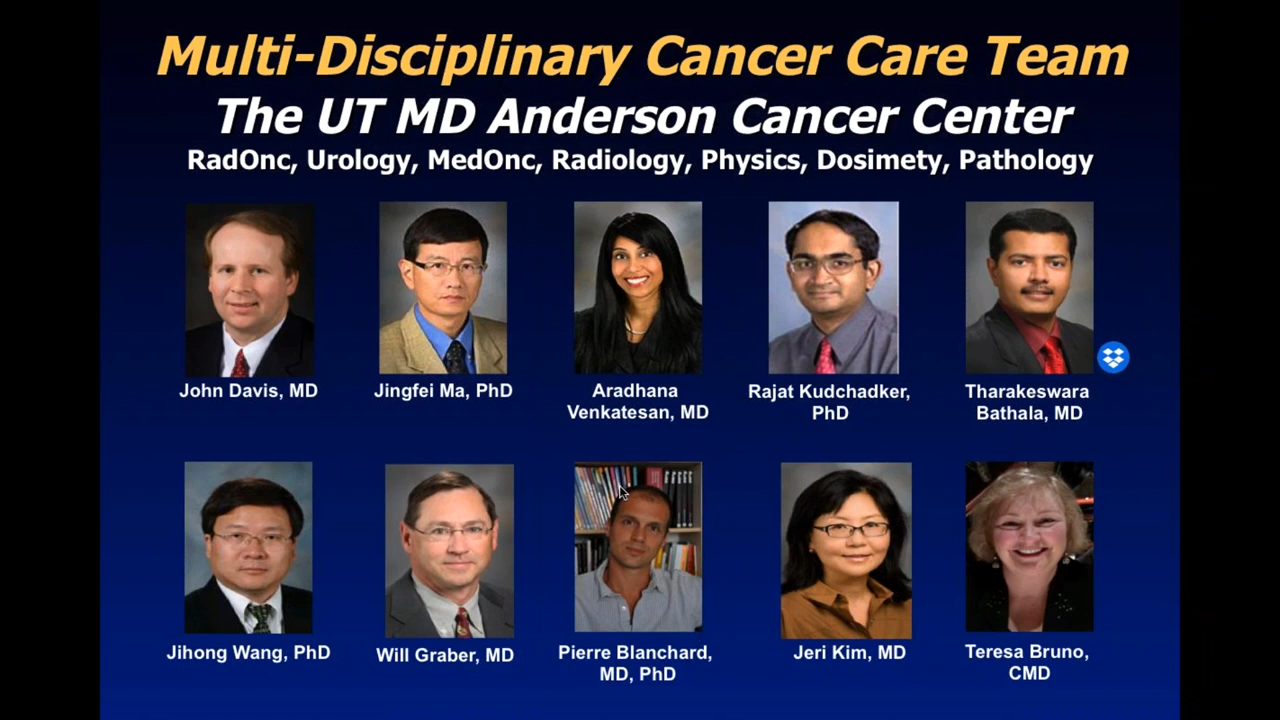 Multi-Disciplinary Cancer Care Team
The UT MD Anderson Cancer Center
RadOnc, Urology, MedOnc, Radiology, Physics, Dosimety, Pathology
John Davis, MD
Jingfei Ma, PhD
Aradhana
Venkatesan, MD
Rajat Kudchadker,
PhD
Tharakeswara
Bathala, MD
Jihong Wang, PhD
Will Graber, MD
Pierre Blanchard,
MD, PhD
Jeri Kim, MD
Teresa Bruno,
CMD